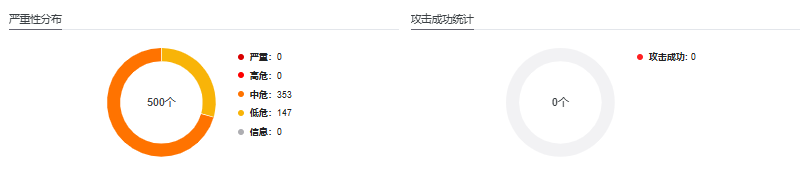 严重性分布
500个
严重：0
高危：0
中危：353
低危：147
信息：0
攻击成功统计
0个
攻击成功：0